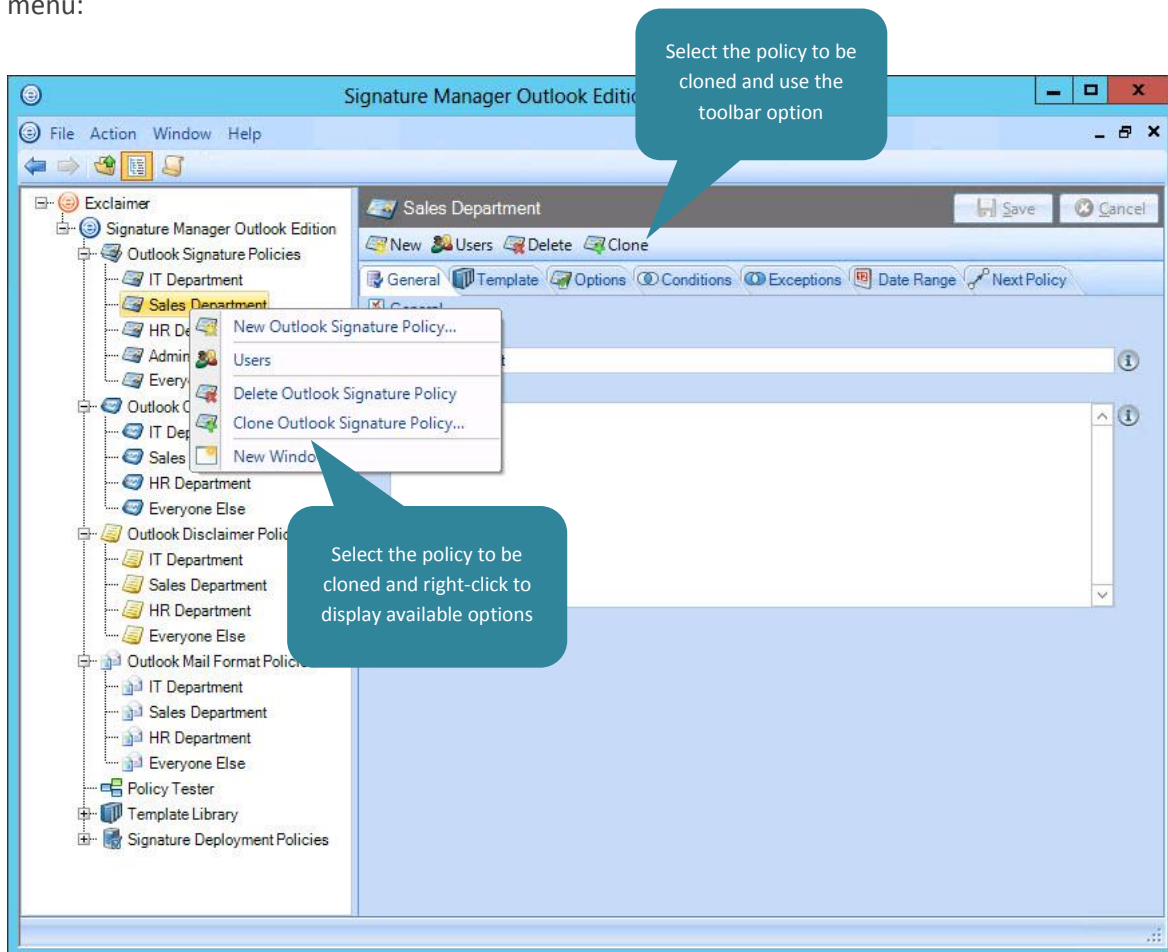 menu:
Select the policy to be
cloned and use the
toolbar option
Signature Manager Outlook
File Action Window Help
Exclaimer
Signature Manager Outlook Edition
Outlook Signature Policies
IT Department
Sales Department
HR
Admin
Every
Outlook
IT
Sales
HR Department
Everyone Else
Outlook Disclaimer
IT Department
Sales Department
HR Department
Everyone Else
Outlook Mail Format
IT Department
Sales Department
HR Department
Everyone Else
Policy Tester
Template Library
Signature Deployment Policies
New Outlook Signature Policy...
Users
Delete Outlook Signature Policy
Clone Outlook Signature Policy...
New
Select the policy to be
cloned and right-click to
display available options
Sales Department
Save Cancel
New Users Delete Clone
General Template Options Conditions Exceptions Date Range Next Policy
General